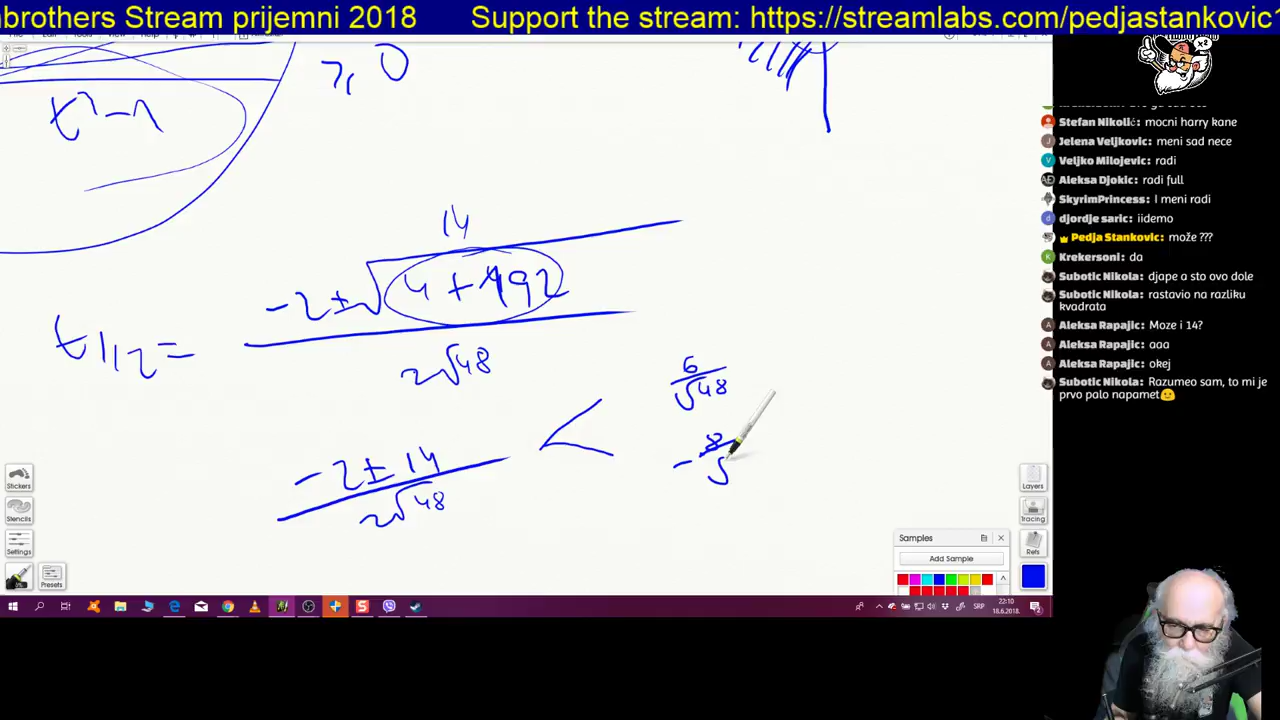 brothers Stream prijemni 2018 Support the stream: https://streamlabs.com/pedjastankovic1
t² - 1
≥ 0
14
t1,2 = (-2 ± √(4 + 192)) / (2√48)
(-2 ± 14) / (2√48) <
6/√48
- 8/√
x2
Stefan Nikolić: mocni harry kane
Jelena Veljkovic: meni sad nece
Veljko Milojevic: radi
Aleksa Djokic: radi full
SkyrimPrincess: I meni radi
djordje saric: iidemo
Pedja Stankovic: može ???
Krekersoni: da
Subotic Nikola: djape a sto ovo dole
Subotic Nikola: rastavio na razliku
kvadrata
Aleksa Rapajic: Moze i 14?
Aleksa Rapajic: aaa
Aleksa Rapajic: okej
Subotic Nikola: Razumeo sam, to mi je
prvo palo napamet🙂
Stickers
Stencils
Settings
Presets
Layers
Tracing
Refs
Samples
Add Sample
SRP
22:10
18.6.2018.